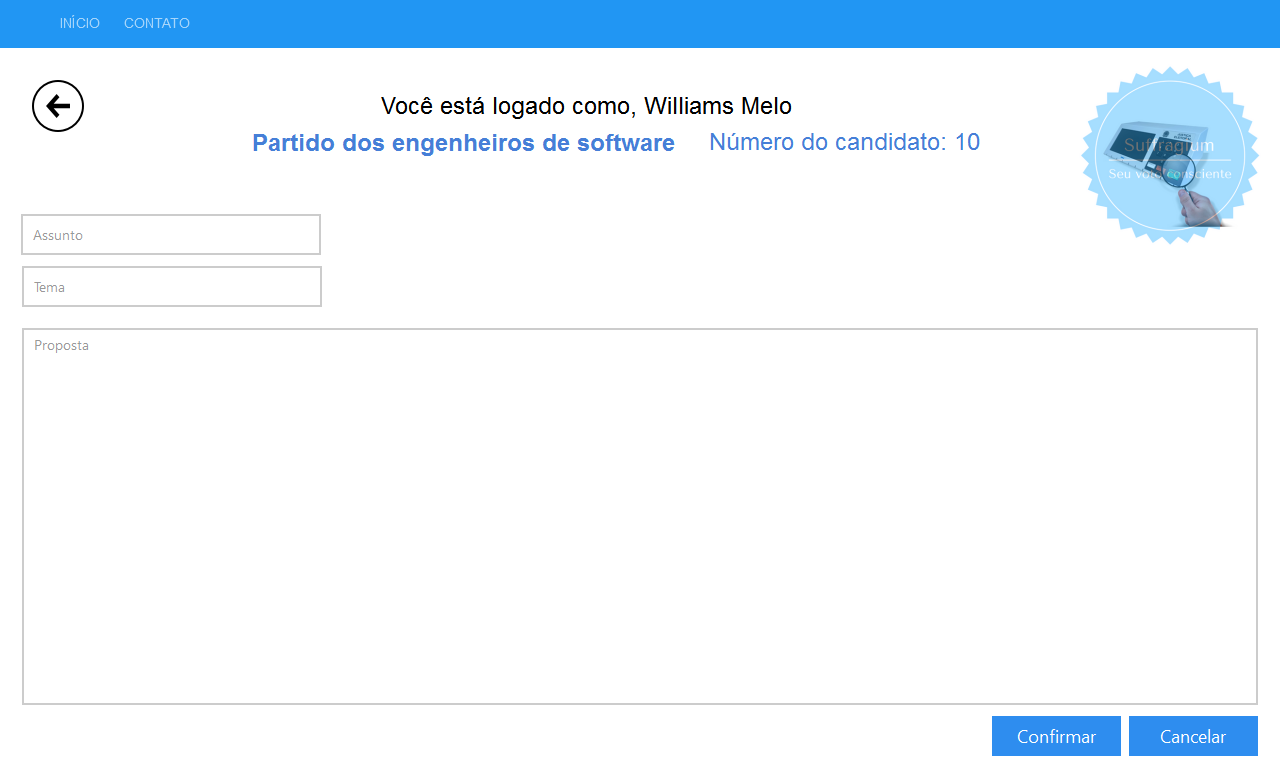 INÍCIO CONTATO
Você está logado como, Williams Melo
Partido dos engenheiros de software Número do candidato: 10
Suffragium
Seu voto consciente
Assunto
Tema
Proposta
Confirmar Cancelar